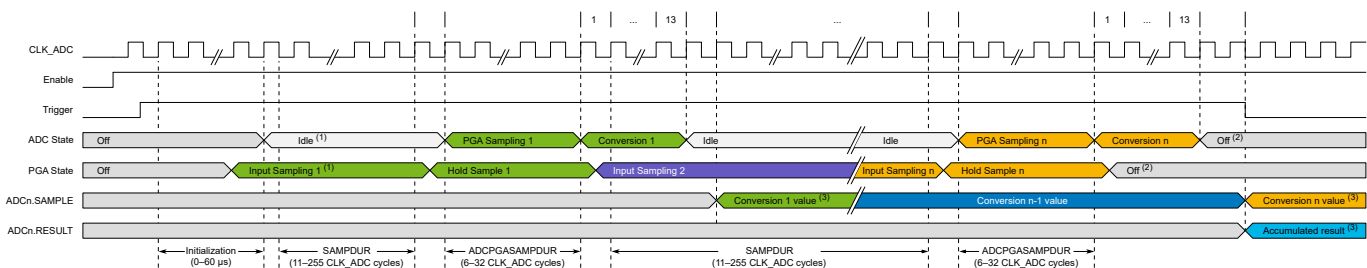 1 ... 13 ... 1 ... 13
CLK_ADC
Enable
Trigger
ADC State Off Idle (1) PGA Sampling 1 Conversion 1 Idle Idle PGA Sampling n Conversion n Off (2)
PGA State Off Input Sampling 1 (1) Hold Sample 1 Input Sampling 2 Input Sampling n Hold Sample n Off (2)
ADCn.SAMPLE Conversion 1 value (3) Conversion n-1 value Conversion n value (3)
ADCn.RESULT Accumulated result (3)
Initialization SAMPDUR ADCPGASAMPDUR SAMPDUR ADCPGASAMPDUR
(0–60 µs) (11–255 CLK_ADC cycles) (6–32 CLK_ADC cycles) (11–255 CLK_ADC cycles) (6–32 CLK_ADC cycles)